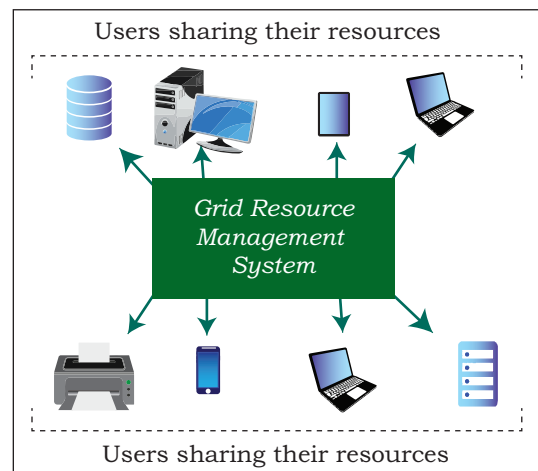 Users sharing their resources
Grid Resource
Management
System
Users sharing their resources